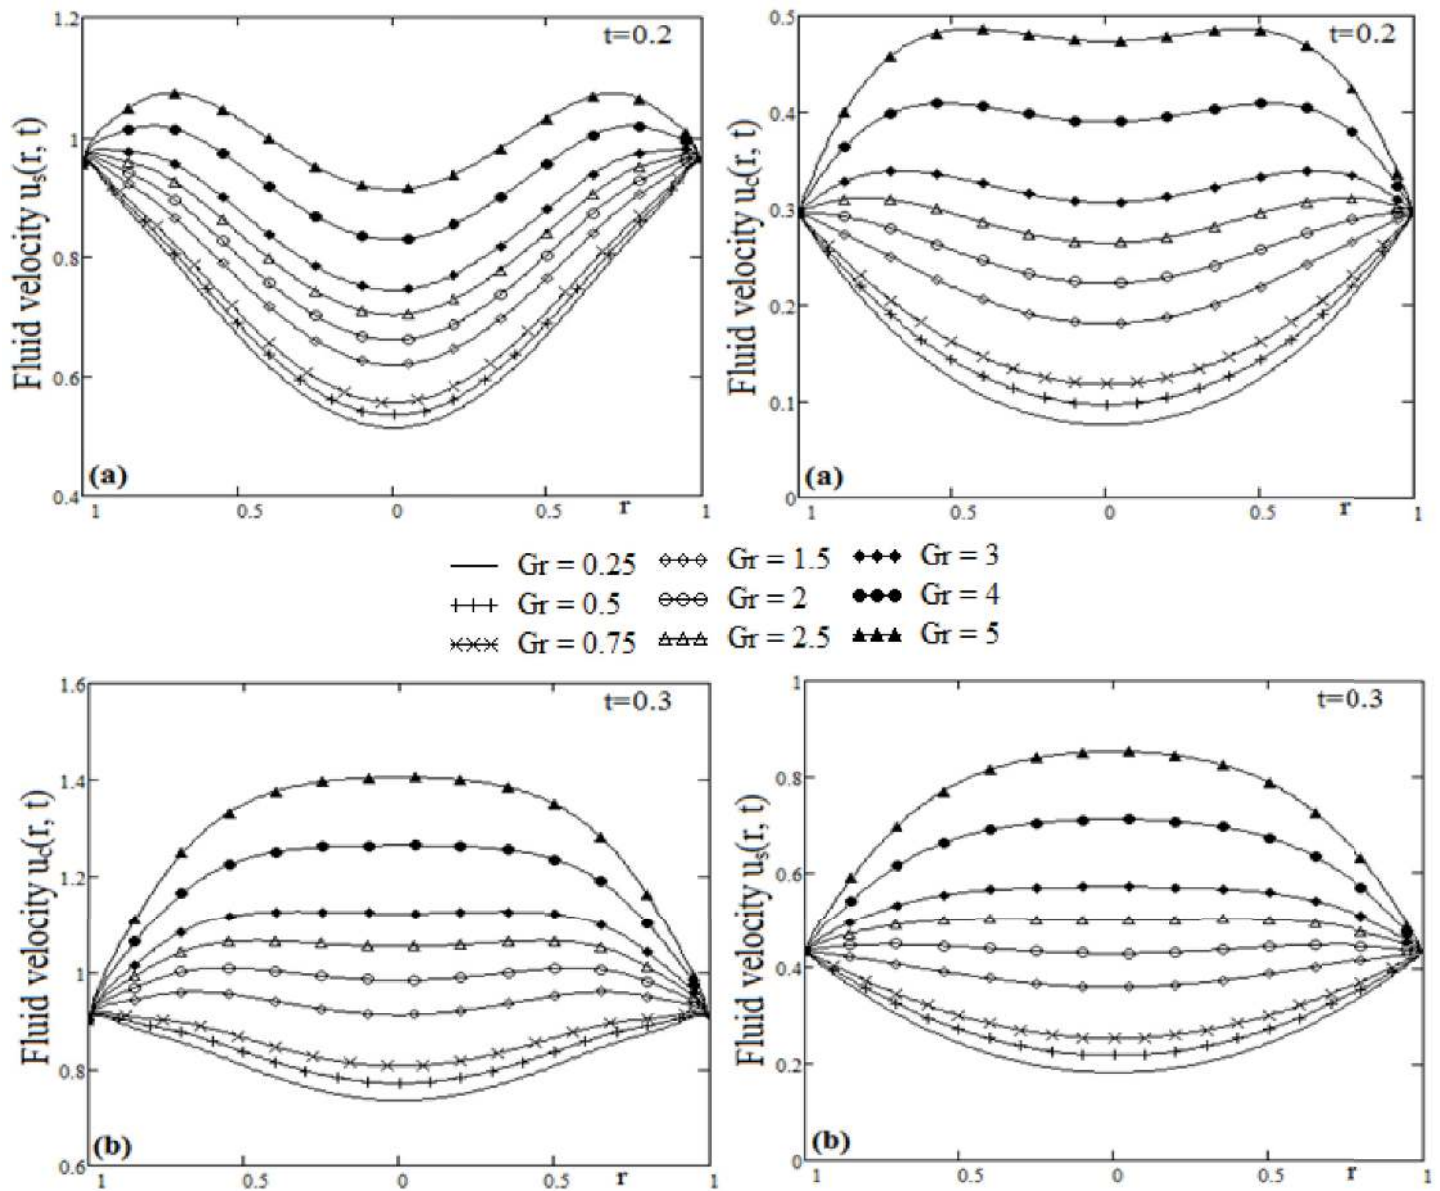 1.2
1
0.8
0.6
0.4
Fluid velocity us(r, t)
t=0.2
(a)
1
0.5
0
0.5
r
1
0.5
0.4
0.3
0.2
0.1
0
Fluid velocity uc(r, t)
t=0.2
(a)
1
0.5
0
0.5
r
1
Gr = 0.25
Gr = 1.5
Gr = 3
Gr = 0.5
Gr = 2
Gr = 4
Gr = 0.75
Gr = 2.5
Gr = 5
1.6
1.4
1.2
1
0.8
0.6
Fluid velocity uc(r, t)
t=0.3
(b)
1
0.5
0
0.5
r
1
1
0.8
0.6
0.4
0.2
0
Fluid velocity us(r, t)
t=0.3
(b)
1
0.5
0
0.5
r
1